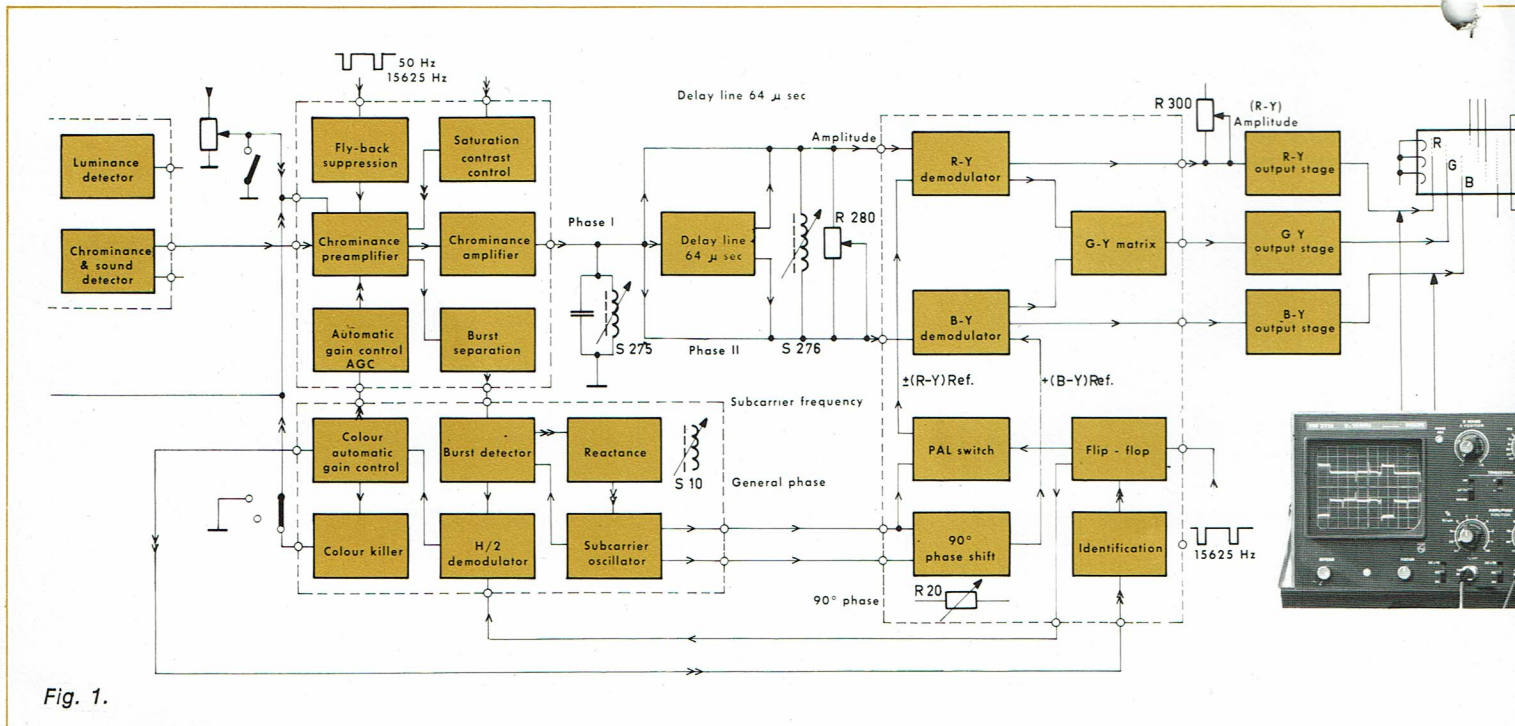 50 Hz
15625 Hz
Delay line 64 μ sec
R 300
(R-Y)
Amplitude
Luminance
detector
Fly-back
suppression
Saturation
contrast
control
Amplitude
R-Y
demodulator
R-Y
output stage
R
G
B
Chrominance
& sound
detector
Chrominance
preamplifier
Chrominance
amplifier
Phase I
Delay line
64 μ sec
R 280
G-Y matrix
G Y
output stage
Automatic
gain control
AGC
Burst
separation
S 275
Phase II
S 276
B-Y
demodulator
B-Y
output stage
±(R-Y)Ref.
+(B-Y)Ref.
Subcarrier frequency
Colour
automatic
gain control
Burst detector
Reactance
S 10
General phase
PAL switch
Flip - flop
Colour killer
H/2
demodulator
Subcarrier
oscillator
90°
phase shift
Identification
15625 Hz
90° phase
R 20
Fig. 1.